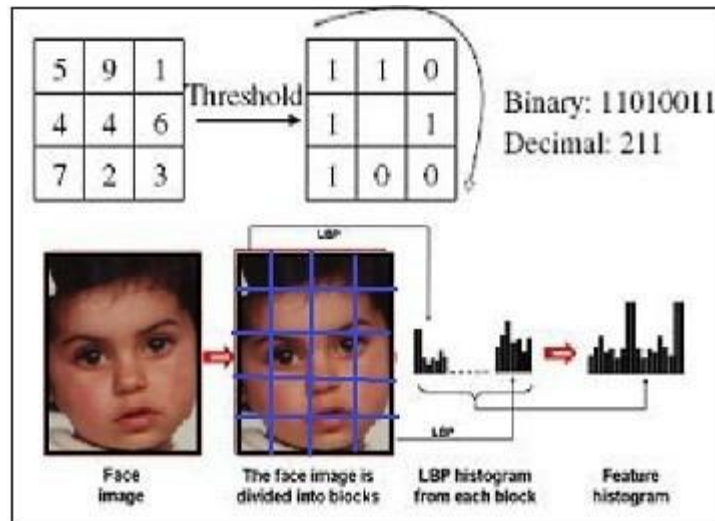 5 9 1
4 4 6
7 2 3
Threshold
1 1 0
1 1
1 0 0
Binary: 11010011
Decimal: 211
LBP
LBP
Face
image
The face image is
divided into blocks
LBP histogram
from each block
Feature
histogram